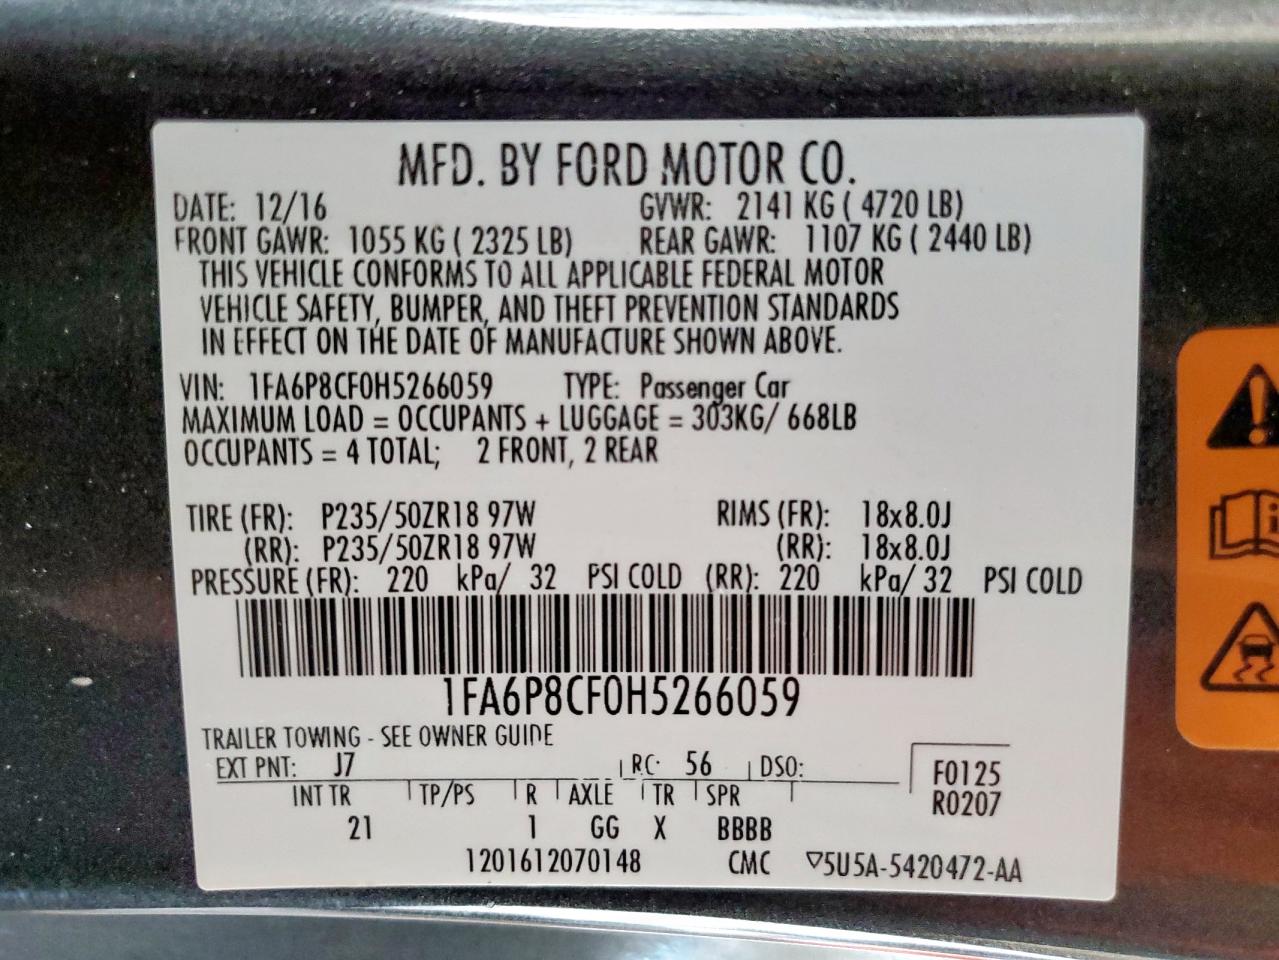 MFD. BY FORD MOTOR CO.
DATE: 12/16 GVWR: 2141 KG ( 4720 LB)
FRONT GAWR: 1055 KG ( 2325 LB) REAR GAWR: 1107 KG ( 2440 LB)
THIS VEHICLE CONFORMS TO ALL APPLICABLE FEDERAL MOTOR
VEHICLE SAFETY, BUMPER, AND THEFT PREVENTION STANDARDS
IN EFFECT ON THE DATE OF MANUFACTURE SHOWN ABOVE.
VIN: 1FA6P8CF0H5266059 TYPE: Passenger Car
MAXIMUM LOAD = OCCUPANTS + LUGGAGE = 303KG/ 668LB
OCCUPANTS = 4 TOTAL; 2 FRONT, 2 REAR
TIRE (FR): P235/50ZR18 97W RIMS (FR): 18x8.0J
(RR): P235/50ZR18 97W (RR): 18x8.0J
PRESSURE (FR): 220 kPa/ 32 PSI COLD (RR): 220 kPa/ 32 PSI COLD
1FA6P8CF0H5266059
TRAILER TOWING - SEE OWNER GUIDE
EXT PNT: J7 RC: 56 DSO:
F0125
INT TR TP/PS R AXLE TR SPR
R0207
21 1 GG X BBBB
1201612070148 CMC ▽5U5A-5420472-AA